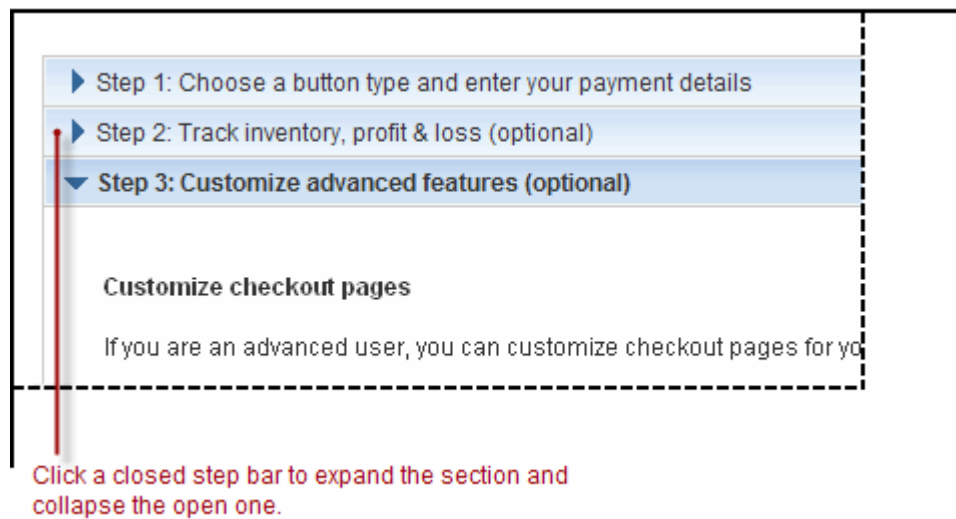 Step 1: Choose a button type and enter your payment details
Step 2: Track inventory, profit & loss (optional)
Step 3: Customize advanced features (optional)
Customize checkout pages
If you are an advanced user, you can customize checkout pages for yo
Click a closed step bar to expand the section and
collapse the open one.